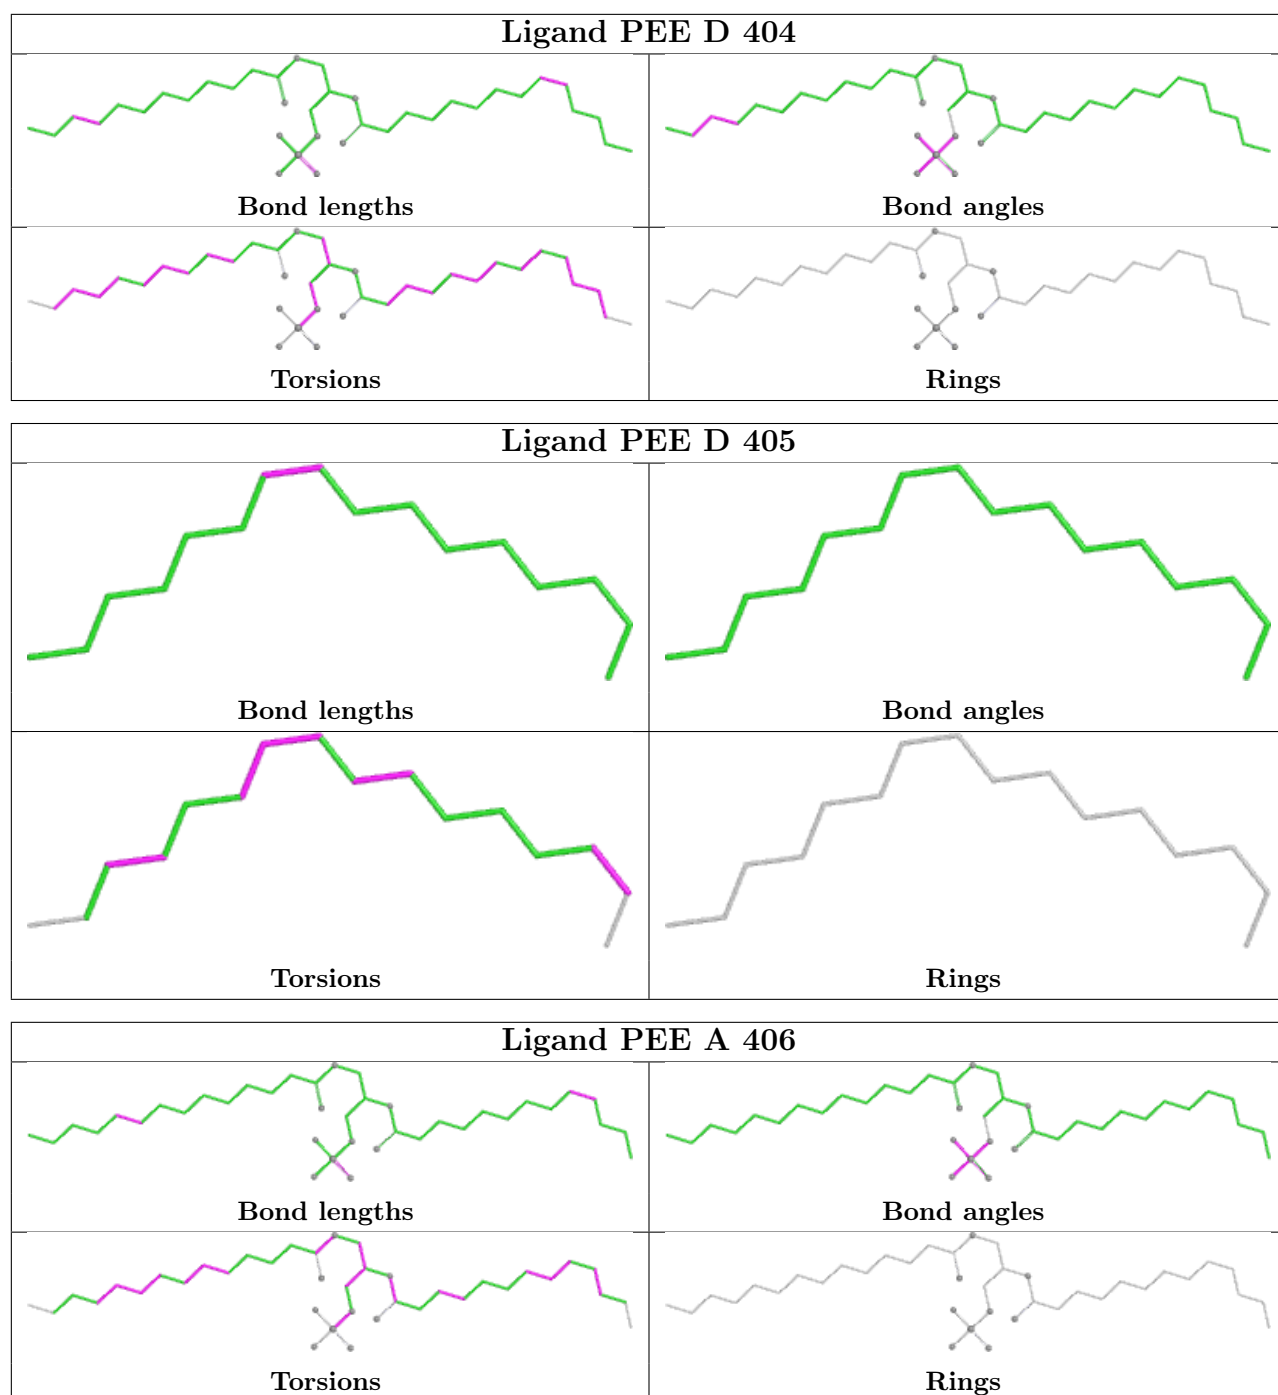 Ligand PEE D 404
Bond lengths
Bond angles
Torsions
Rings
Ligand PEE D 405
Bond lengths
Bond angles
Torsions
Rings
Ligand PEE A 406
Bond lengths
Bond angles
Torsions
Rings